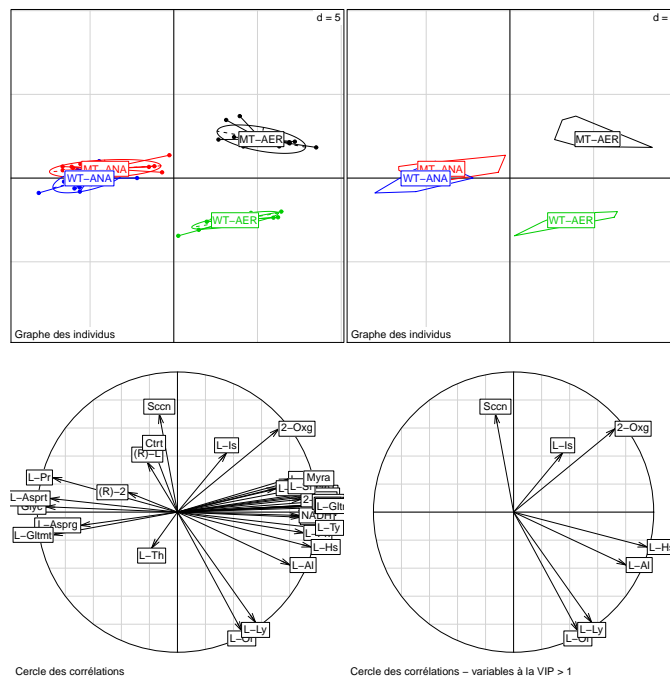 d = 5
MT−AER
MT−ANA
WT−ANA
WT−AER
Graphe des individus
d =
MT−AER
MT−ANA
WT−ANA
WT−AER
Graphe des individus
Sccn
2−Oxg
Ctrt
(R)−L
L−Is
L−Pr
Myra
(R)−2
L−Asprt
Glyc
L−Asprg
L−Gltmt
NADH
L−Ty
L−Hs
L−Th
L−Al
L−Ly
Cercle des corrélations
Sccn
2−Oxg
L−Is
L−Hs
L−Al
L−Ly
Cercle des corrélations − variables à la VIP > 1